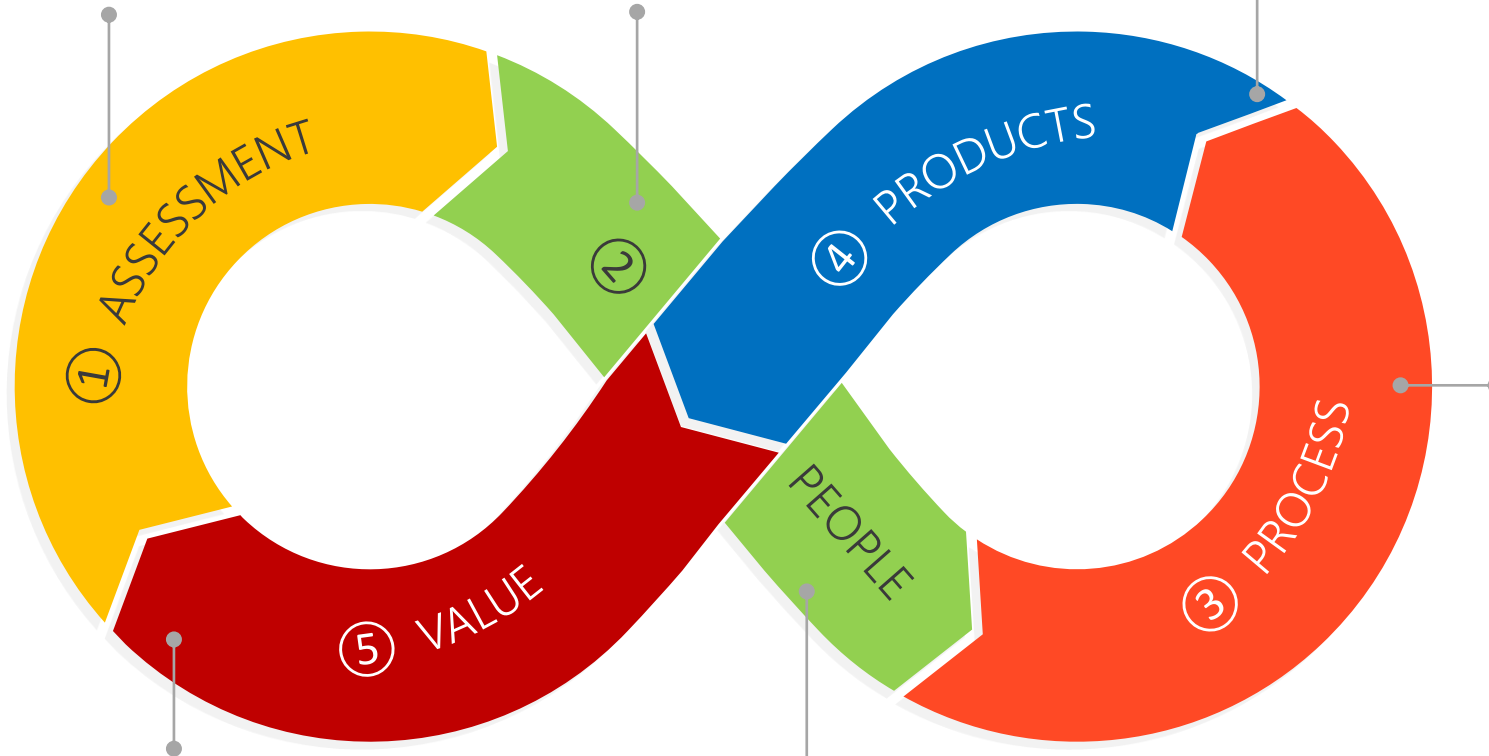 ① ASSESSMENT
② PEOPLE
③ PROCESS
④ PRODUCTS
⑤ VALUE